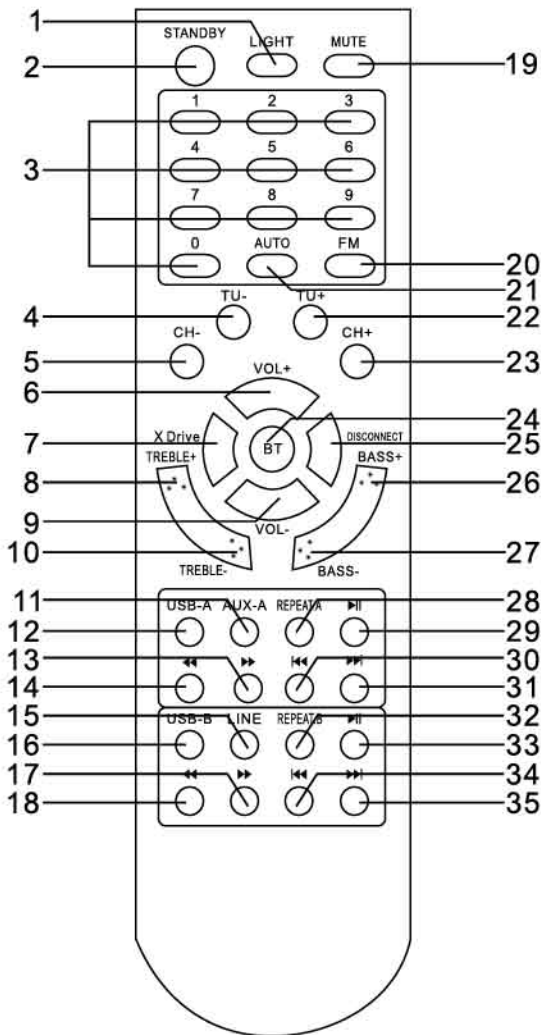 1
STANDBY LIGHT MUTE
2 19
1 2 3
4 5 6
3
7 8 9
0 AUTO FM
20
21
TU- TU+
4 22
CH- CH+
5 23
VOL+
6
24
7 X Drive BT DISCONNECT 25
TREBLE+ BASS+
8 26
9
VOL-
10 27
TREBLE- BASS-
11 28
USB-A AUX-A REPEAT A ▶II
12 29
13 30
◀◀ ▶▶ I◀◀ ▶▶I
14 31
15 32
USB-B LINE REPEAT B ▶II
16 33
17 34
◀◀ ▶▶ I◀◀ ▶▶I
18 35